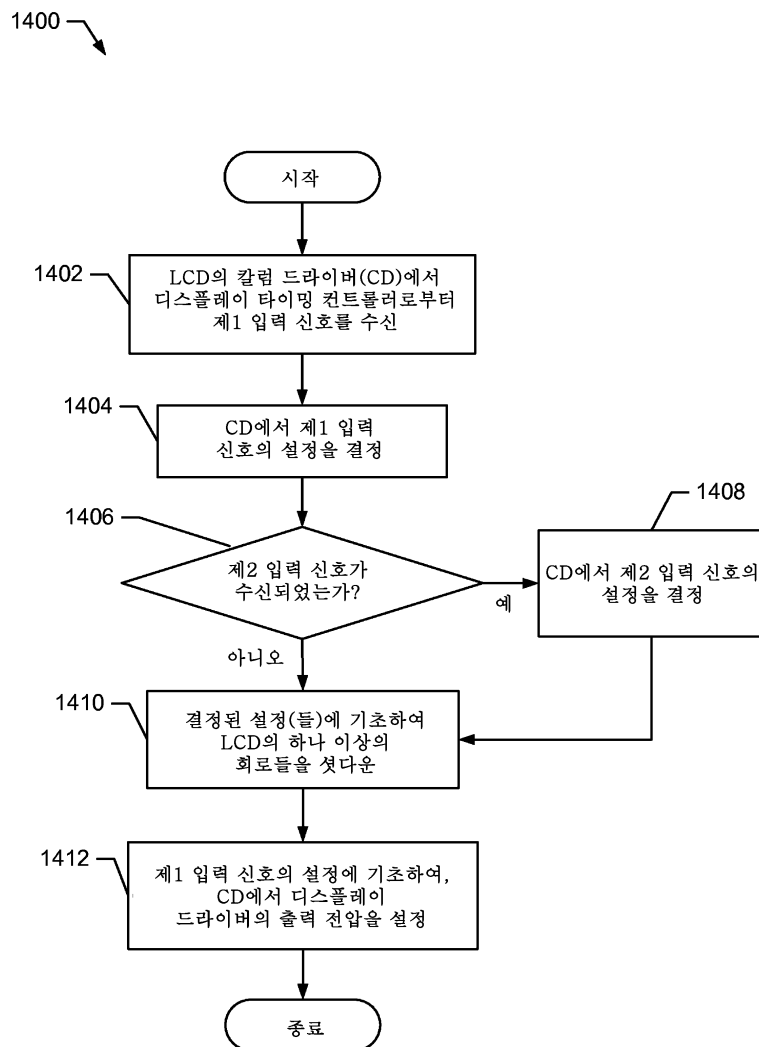 1400
시작
1402
LCD의 칼럼 드라이버(CD)에서
디스플레이 타이밍 컨트롤러로부터
제1 입력 신호를 수신
1404
CD에서 제1 입력
신호의 설정을 결정
1406
제2 입력 신호가
수신되었는가?
예
1408
CD에서 제2 입력 신호의
설정을 결정
아니오
1410
결정된 설정(들)에 기초하여
LCD의 하나 이상의
회로들을 셧다운
1412
제1 입력 신호의 설정에 기초하여,
CD에서 디스플레이
드라이버의 출력 전압을 설정
종료